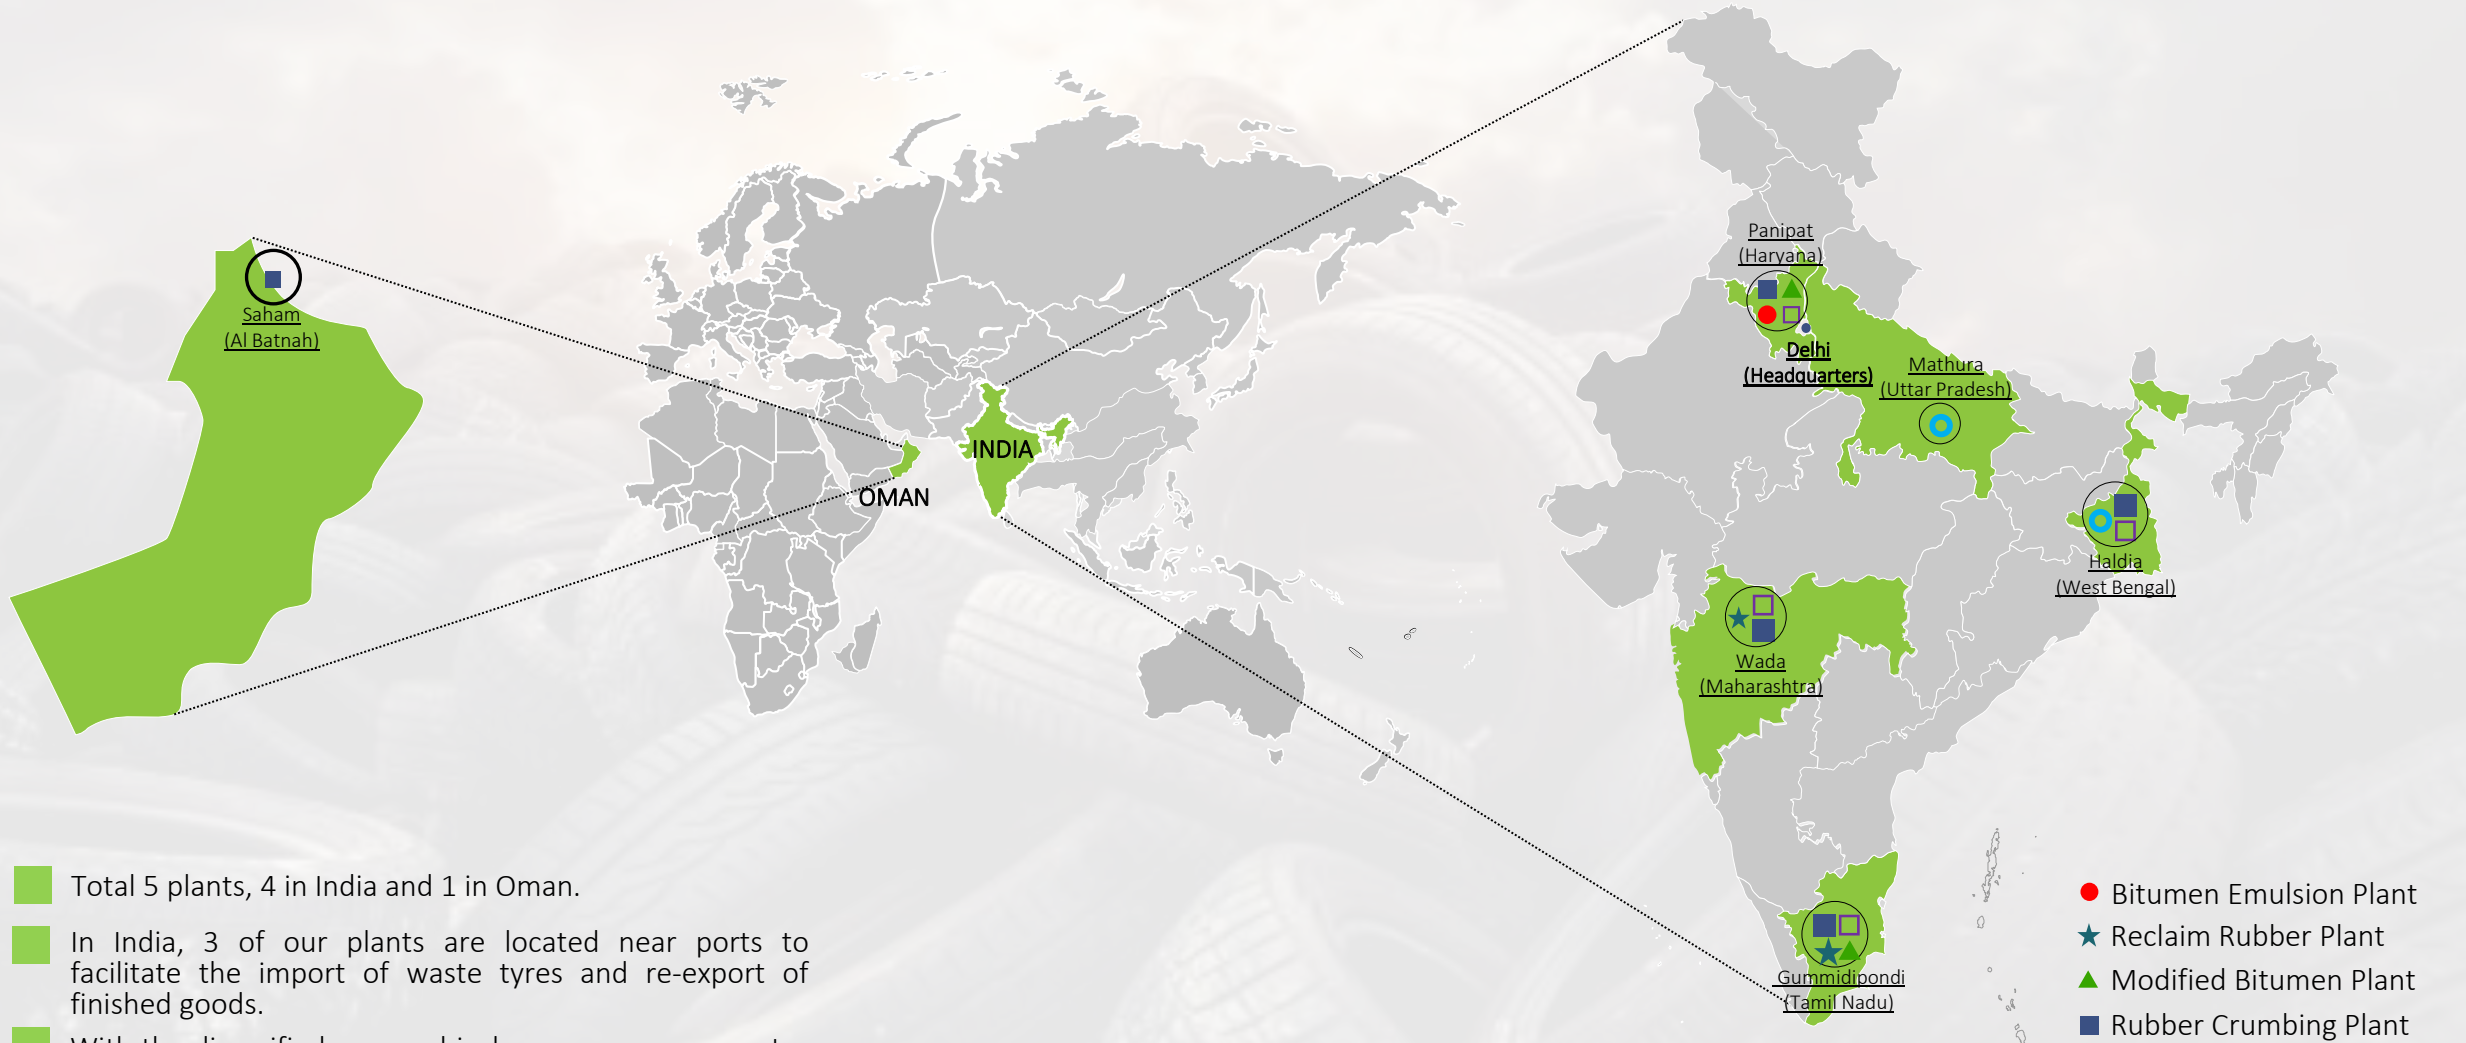 Panipat
(Haryana)
Saham
(Al Batnah)
Delhi
(Headquarters)
Mathura
(Uttar Pradesh)
INDIA
OMAN
Haldia
(West Bengal)
Wada
(Maharashtra)
Gummidipondi
(Tamil Nadu)
Total 5 plants, 4 in India and 1 in Oman.
In India, 3 of our plants are located near ports to
facilitate the import of waste tyres and re-export of
finished goods.
Bitumen Emulsion Plant
Reclaim Rubber Plant
Modified Bitumen Plant
Rubber Crumbing Plant